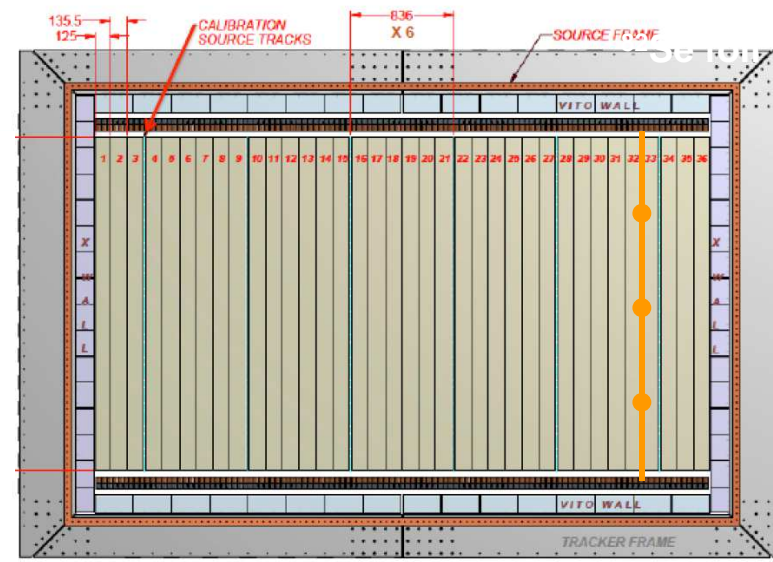 135.5
125
CALIBRATION
SOURCE TRACKS
836
X 6
SOURCE FRAME
VITO WALL
1 2 3 4 5 6 7 8 9 10 11 12 13 14 15 16 17 18 19 20 21 22 23 24 25 26 27 28 29 30 31 32 33 34 35 36
X WALL
X WALL
VITO WALL
TRACKER FRAME